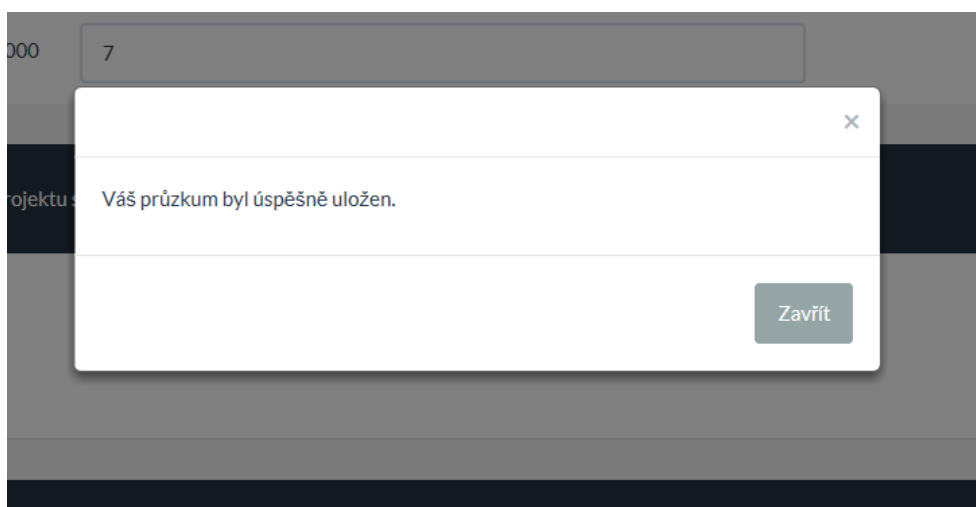 000
7
×
rojektu s
Váš průzkum byl úspěšně uložen.
Zavřít